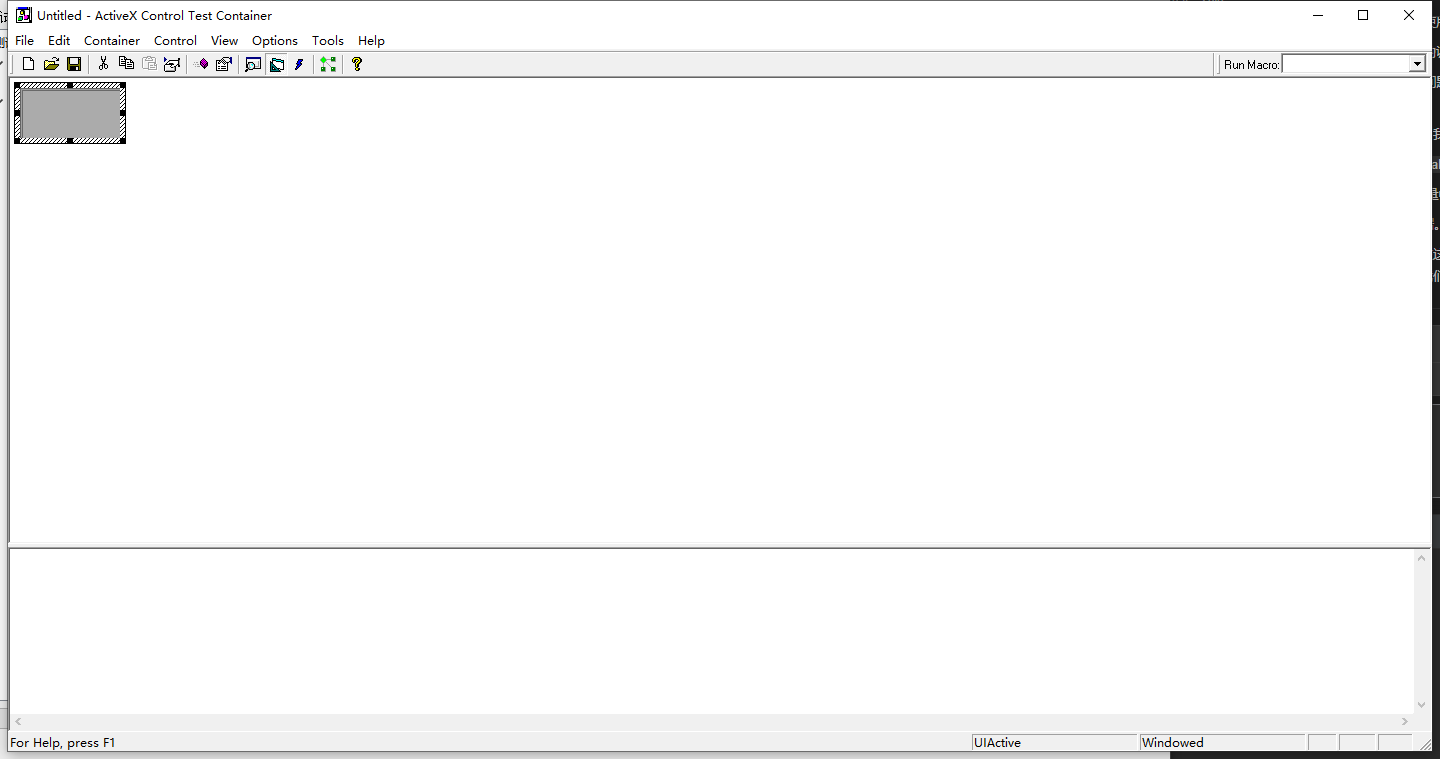 Untitled - ActiveX Control Test Container
File Edit Container Control View Options Tools Help
Run Macro:
For Help, press F1 UIActive Windowed